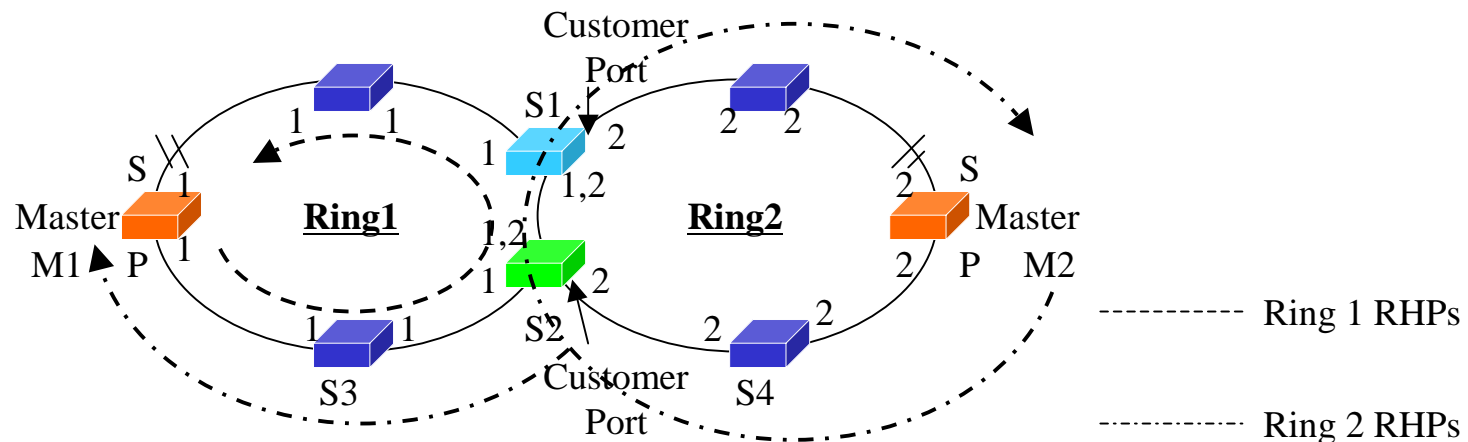 Customer
Port
S1
1 1
2 2
2
1
1,2
S
1
2
S
Master
Ring1
Ring2
Master
M1
P
1
1,2
2
P
M2
1
2
1 1
S2
2 2
S3
Customer
Port
S4
Ring 1 RHPs
Ring 2 RHPs